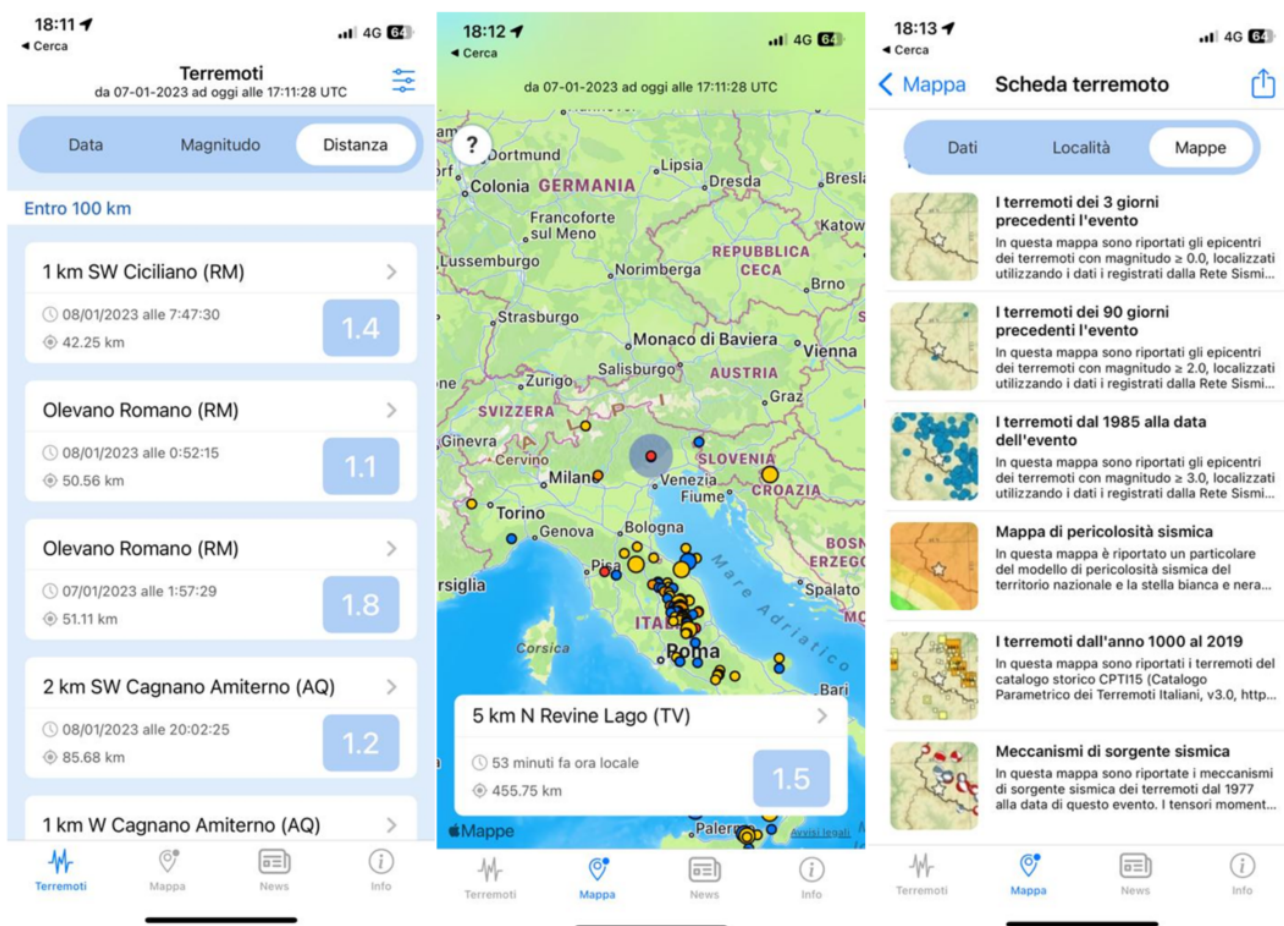 18:11
4G 64
◄ Cerca
Terremoti
da 07-01-2023 ad oggi alle 17:11:28 UTC
Data Magnitudo Distanza
Entro 100 km
1 km SW Ciciliano (RM)
08/01/2023 alle 7:47:30
42.25 km
1.4
Olevano Romano (RM)
08/01/2023 alle 0:52:15
50.56 km
1.1
Olevano Romano (RM)
07/01/2023 alle 1:57:29
51.11 km
1.8
2 km SW Cagnano Amiterno (AQ)
08/01/2023 alle 20:02:25
85.68 km
1.2
1 km W Cagnano Amiterno (AQ)
Terremoti Mappa News Info
18:12
4G 64
◄ Cerca
da 07-01-2023 ad oggi alle 17:11:28 UTC
?
Dortmund
Lipsia
Colonia GERMANIA
Dresda
Bresl
Francoforte
sul Meno
Katow
Lussemburgo
REPUBBLICA
CECA
Norimberga
Brno
Strasburgo
Monaco di Baviera
Vienna
Salisburgo
AUSTRIA
Zurigo
Graz
SVIZZERA
ALPI
Ginevra
Cervino
SLOVENIA
Milano
Venezia
Fiume
CROAZIA
Torino
Genova
Bologna
BOSN
ERZEGO
Pisa
rsiglia
Mare Adriatico
Spalato
ITAL
MO
Corsica
Roma
Bari
5 km N Revine Lago (TV)
53 minuti fa ora locale
455.75 km
1.5
Mappe
Palermo
Avvisi legali
Terremoti Mappa News Info
18:13
4G 64
◄ Cerca
Mappa
Scheda terremoto
Dati Località Mappe
I terremoti dei 3 giorni
precedenti l'evento
In questa mappa sono riportati gli epicentri
dei terremoti con magnitudo ≥ 0.0, localizzati
utilizzando i dati i registrati dalla Rete Sismi...
I terremoti dei 90 giorni
precedenti l'evento
In questa mappa sono riportati gli epicentri
dei terremoti con magnitudo ≥ 2.0, localizzati
utilizzando i dati i registrati dalla Rete Sismi...
I terremoti dal 1985 alla data
dell'evento
In questa mappa sono riportati gli epicentri
dei terremoti con magnitudo ≥ 3.0, localizzati
utilizzando i dati i registrati dalla Rete Sismi...
Mappa di pericolosità sismica
In questa mappa è riportato un particolare
del modello di pericolosità sismica del
territorio nazionale e la stella bianca e nera...
I terremoti dall'anno 1000 al 2019
In questa mappa sono riportati i terremoti del
catalogo storico CPTI15 (Catalogo
Parametrico dei Terremoti Italiani, v3.0, http...
Meccanismi di sorgente sismica
In questa mappa sono riportate i meccanismi
di sorgente sismica dei terremoti dal 1977
alla data di questo evento. I tensori moment...
Terremoti Mappa News Info